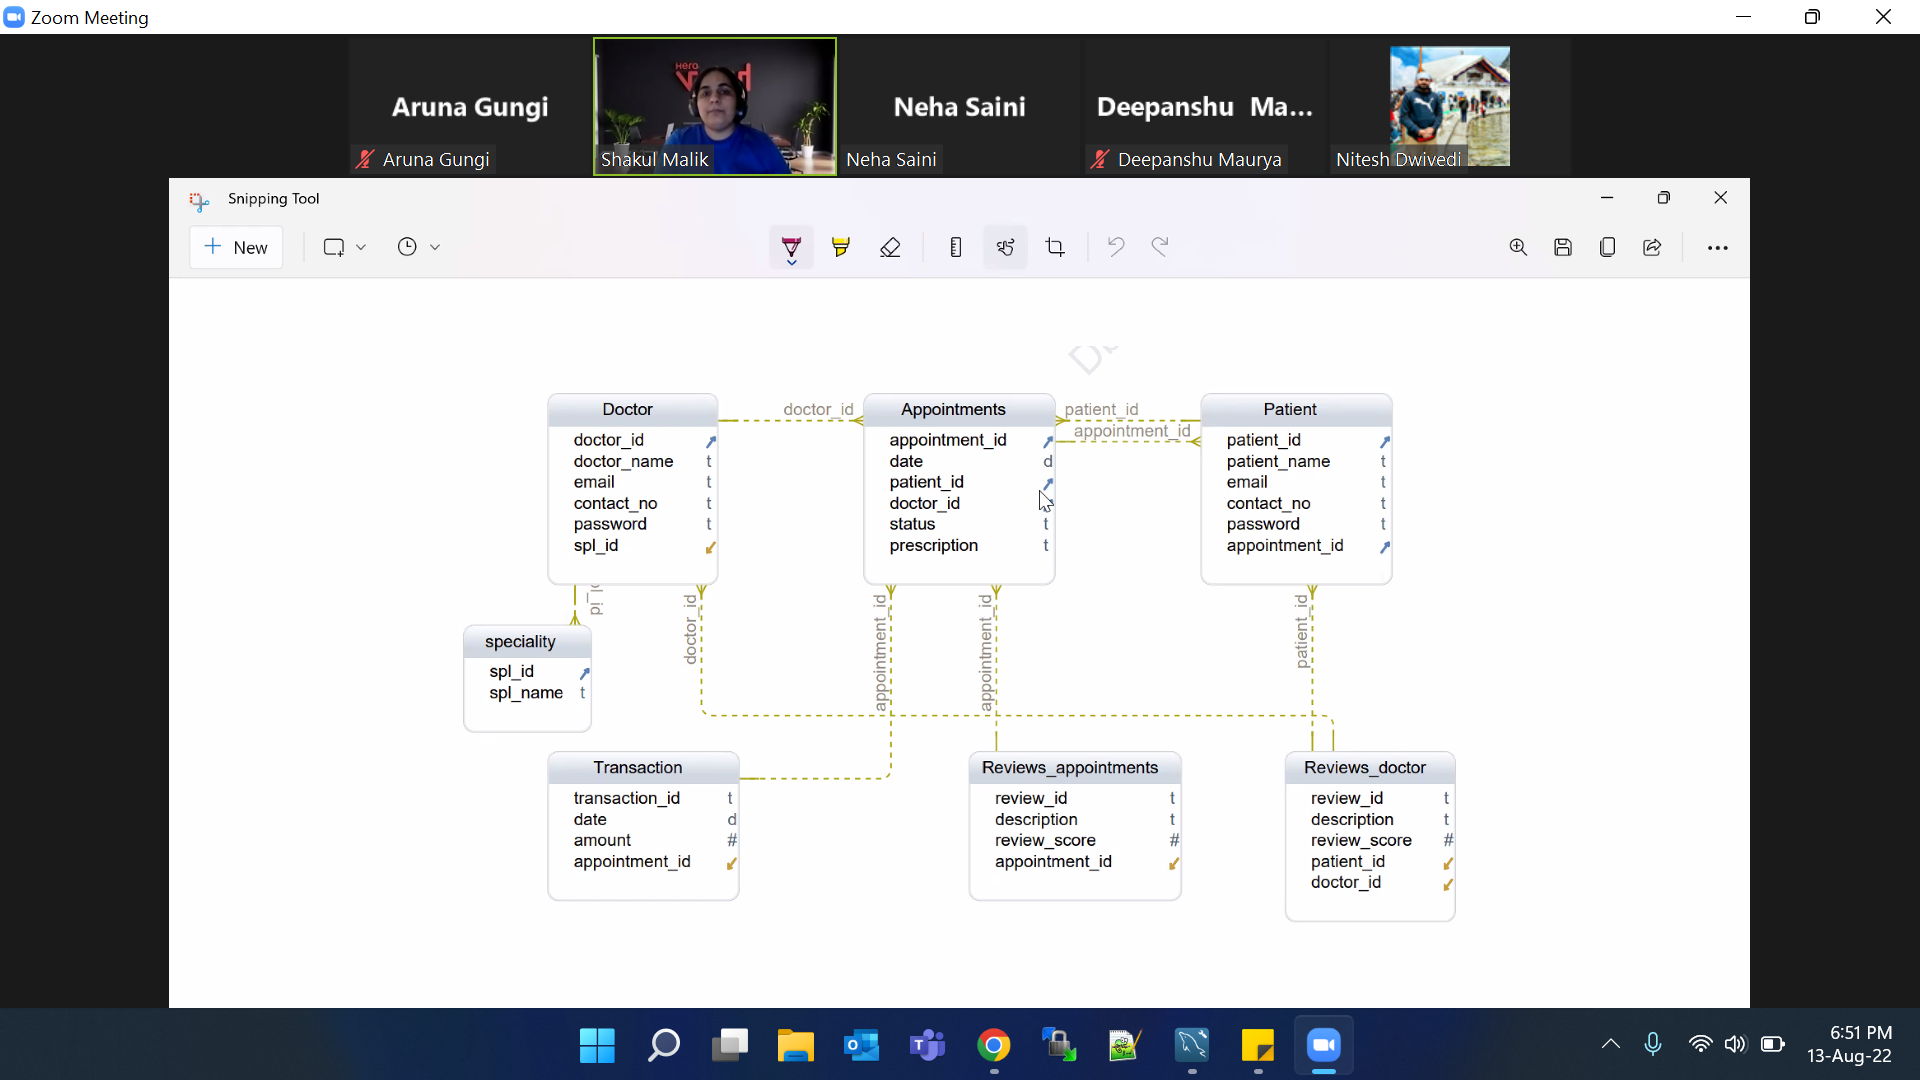 Zoom Meeting
Aruna Gungi
Neha Saini
Deepanshu Ma...
Hero
Aruna Gungi
Shakul Malik
Neha Saini
Deepanshu Maurya
Nitesh Dwivedi
Snipping Tool
New
Doctor
doctor_id
doctor_name t
email t
contact_no t
password t
spl_id
doctor_id
Appointments
appointment_id
date d
patient_id
doctor_id
status t
prescription t
patient_id
appointment_id
Patient
patient_id
patient_name t
email t
contact_no t
password t
appointment_id
doctor_id
appointment_id
appointment_id
patient_id
speciality
spl_id
spl_name t
Transaction
transaction_id t
date d
amount #
appointment_id
Reviews_appointments
review_id t
description t
review_score #
appointment_id
Reviews_doctor
review_id t
description t
review_score #
patient_id
doctor_id
6:51 PM
13-Aug-22